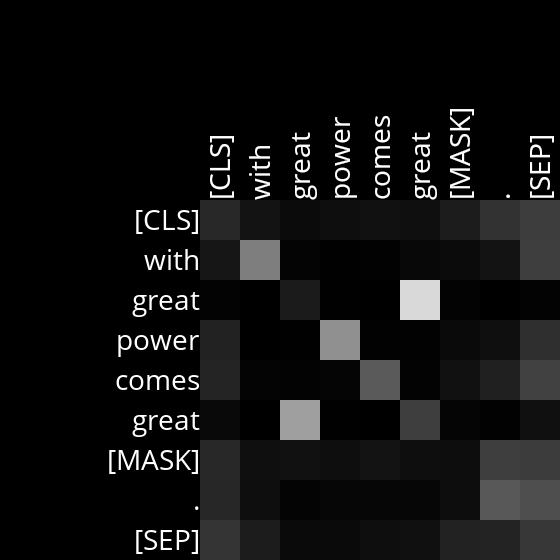 [CLS]
with
great
power
comes
great
[MASK]
.
[SEP]
[CLS]
with
great
power
comes
great
[MASK]
.
[SEP]